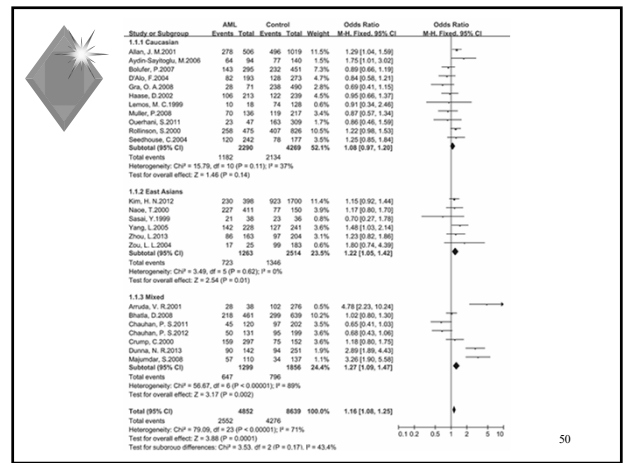 AML Control Odds Ratio Odds Ratio
Study or Subgroup Events Total Events Total Weight M-H. Fixed. 95% CI M-H. Fixed. 95% CI
1.1.1 Caucasian
Allan, J. M.2001 278 506 496 1019 11.5% 1.29 [1.04, 1.59]
Aydin-Sayitoglu, M.2006 64 94 77 140 2.5% 1.75 [1.01, 3.02]
Bolufer, P.2007 143 295 232 451 7.7% 0.89 [0.66, 1.19]
D'Alo, F.2004 82 193 128 273 5.2% 0.84 [0.58, 1.21]
Gra, O. A.2008 28 71 238 490 3.0% 0.69 [0.41, 1.15]
Haase, D.2002 106 213 122 239 4.9% 0.95 [0.66, 1.37]
Lemos, M. C.1999 10 18 74 128 0.7% 0.91 [0.34, 2.46]
Muller, P.2008 70 136 119 217 3.8% 0.87 [0.57, 1.34]
Ouerhani, S.2011 23 47 163 309 1.9% 0.86 [0.46, 1.59]
Rollinson, S.2000 258 475 407 826 11.2% 1.22 [0.98, 1.53]
Seedhouse, C.2004 120 242 78 177 3.7% 1.25 [0.85, 1.84]
Subtotal (95% CI) 2290 4269 52.1% 1.08 [0.97, 1.20]
Total events 1182 2134
Heterogeneity: Chi² = 15.79, df = 10 (P = 0.11); I² = 37%
Test for overall effect: Z = 1.46 (P = 0.14)
1.1.2 East Asians
Kim, H. N.2012 230 398 923 1700 11.4% 1.15 [0.92, 1.44]
Naoe, T.2000 227 411 77 150 3.9% 1.17 [0.80, 1.70]
Sasai, Y.1999 21 38 23 36 0.8% 0.70 [0.27, 1.78]
Yang, L.2005 142 228 127 241 3.6% 1.48 [1.03, 2.14]
Zhou, L.2013 86 163 97 204 3.2% 1.23 [0.82, 1.86]
Zou, L. L.2004 17 25 99 183 0.6% 1.80 [0.74, 4.39]
Subtotal (95% CI) 1263 2514 23.5% 1.22 [1.05, 1.42]
Total events 723 1346
Heterogeneity: Chi² = 3.49, df = 5 (P = 0.62); I² = 0%
Test for overall effect: Z = 2.54 (P = 0.01)
1.1.3 Mixed
Arruda, V. R.2001 28 38 102 276 0.5% 4.78 [2.23, 10.24]
Bhatla, D.2008 218 461 299 639 10.2% 1.02 [0.80, 1.30]
Chauhan, P. S.2011 45 120 97 202 3.5% 0.65 [0.41, 1.03]
Chauhan, P. S.2012 50 131 95 199 3.5% 0.68 [0.43, 1.06]
Crump, C.2000 159 297 75 152 3.5% 1.18 [0.80, 1.75]
Dunna, N. R.2013 90 142 94 251 1.9% 2.89 [1.89, 4.43]
Majumdar, S.2008 57 110 34 137 1.1% 3.26 [1.90, 5.58]
Subtotal (95% CI) 1299 1856 24.4% 1.27 [1.09, 1.47]
Total events 647 796
Heterogeneity: Chi² = 56.67, df = 6 (P < 0.00001); I² = 89%
Test for overall effect: Z = 3.17 (P = 0.002)
Total (95% CI) 4852 8639 100.0% 1.16 [1.08, 1.25]
Total events 2552 4276
Heterogeneity: Chi² = 79.09, df = 23 (P < 0.00001); I² = 71%
Test for overall effect: Z = 3.88 (P = 0.0001)
Test for subgroup differences: Chi² = 3.53. df = 2 (P = 0.17). I² = 43.4%
0.1 0.2 0.5 1 2 5 10
50